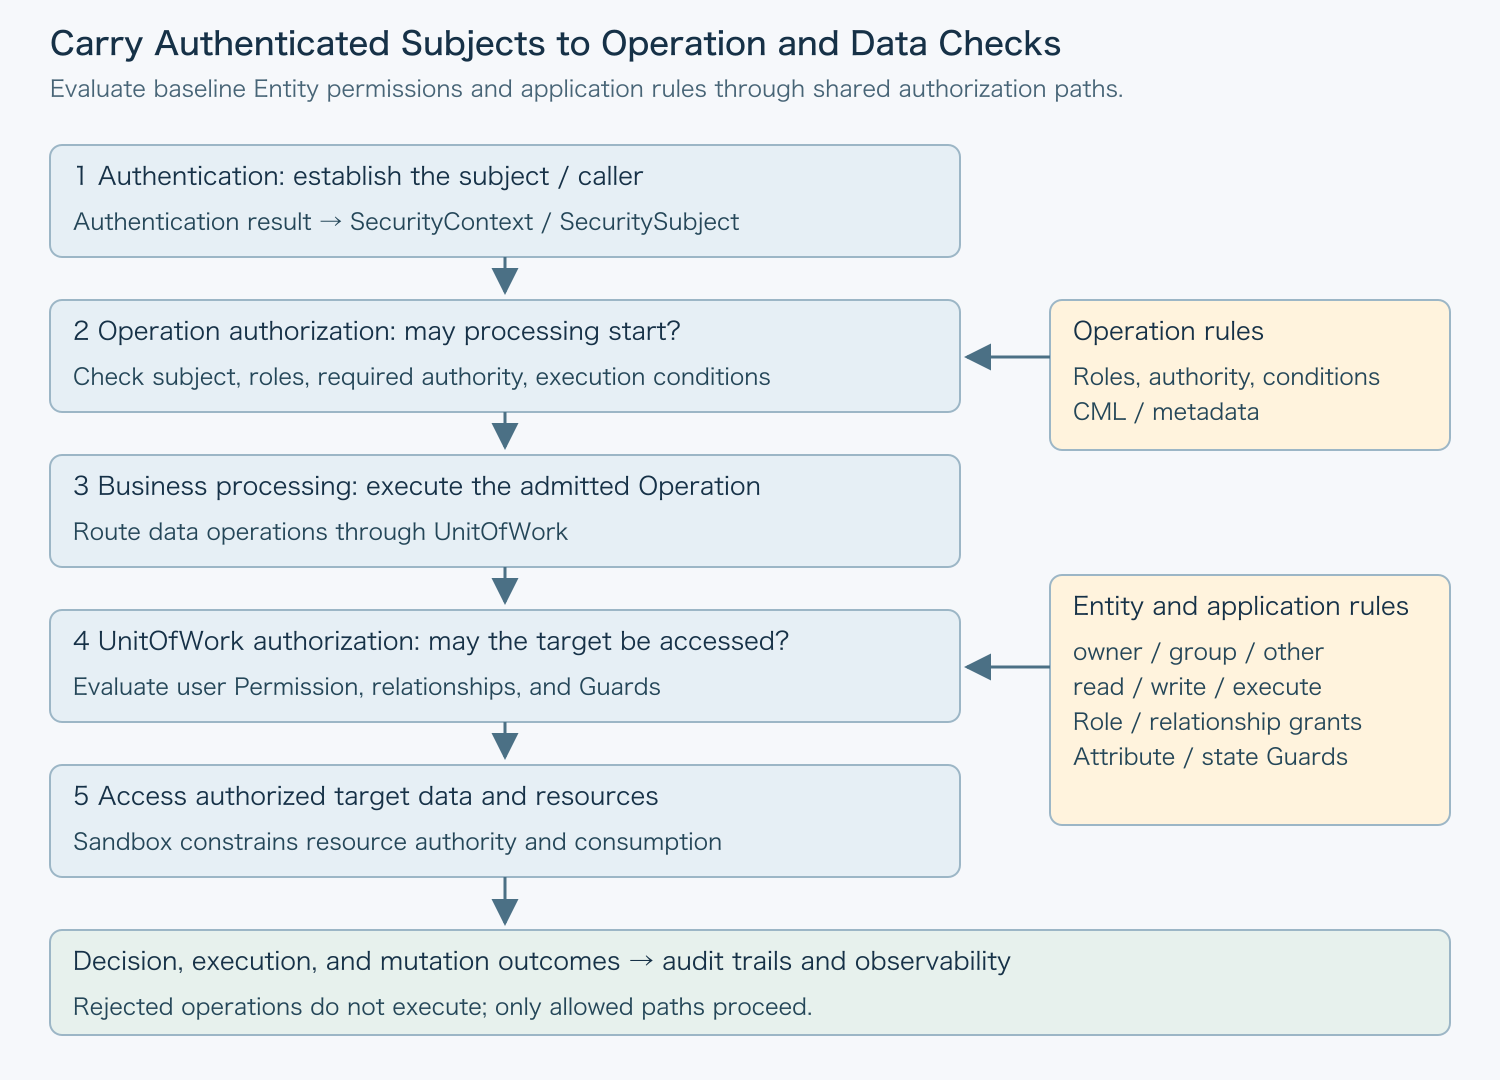 Carry Authenticated Subjects to Operation and Data Checks
Evaluate baseline Entity permissions and application rules through shared authorization paths.
1 Authentication: establish the subject / caller
Authentication result → SecurityContext / SecuritySubject
2 Operation authorization: may processing start?
Check subject, roles, required authority, execution conditions
Operation rules
Roles, authority, conditions
CML / metadata
3 Business processing: execute the admitted Operation
Route data operations through UnitOfWork
4 UnitOfWork authorization: may the target be accessed?
Evaluate user Permission, relationships, and Guards
Entity and application rules
owner / group / other
read / write / execute
Role / relationship grants
Attribute / state Guards
5 Access authorized target data and resources
Sandbox constrains resource authority and consumption
Decision, execution, and mutation outcomes → audit trails and observability
Rejected operations do not execute; only allowed paths proceed.